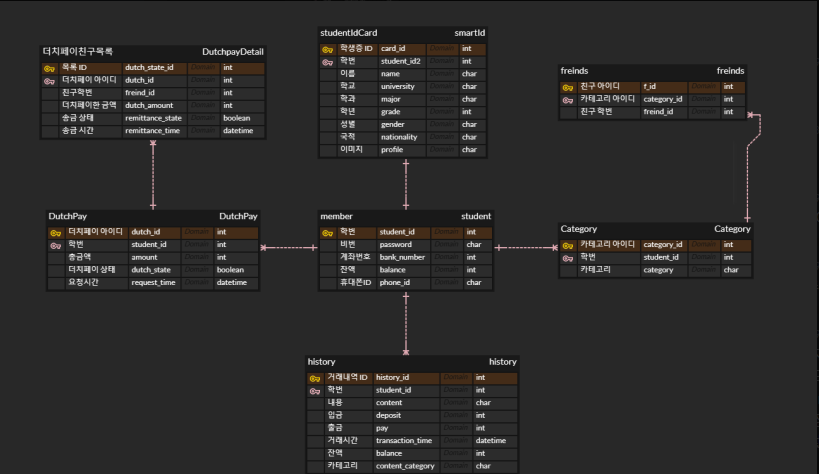 studentIdCard smartId
학생증 ID card_id Domain int
학번 student_id2 Domain int
이름 name Domain char
학교 university Domain char
학과 major Domain char
학년 grade Domain int
성별 gender Domain char
국적 nationality Domain char
이미지 profile Domain char
더치페이친구목록 DutchpayDetail
목록 ID dutch_state_id Domain int
더치페이 아이디 dutch_id Domain int
친구학번 freind_id Domain int
더치페이한 금액 dutch_amount Domain int
송금 상태 remittance_state Domain boolean
송금 시간 remittance_time Domain datetime
freinds freinds
친구 아이디 f_id Domain int
카테고리 아이디 category_id Domain int
친구 학번 freind_id Domain int
DutchPay DutchPay
더치페이 아이디 dutch_id Domain int
학번 student_id Domain int
총금액 amount Domain int
더치페이 상태 dutch_state Domain boolean
요청시간 request_time Domain datetime
member student
학번 student_id Domain int
비번 password Domain char
계좌번호 bank_number Domain int
잔액 balance Domain int
휴대폰ID phone_id Domain char
Category Category
카테고리 아이디 category_id Domain int
학번 student_id Domain int
카테고리 category Domain char
history history
거래내역 ID history_id Domain int
학번 student_id Domain int
내용 content Domain char
입금 deposit Domain int
출금 pay Domain int
거래시간 transaction_time Domain datetime
잔액 balance Domain int
카테고리 content_category Domain char